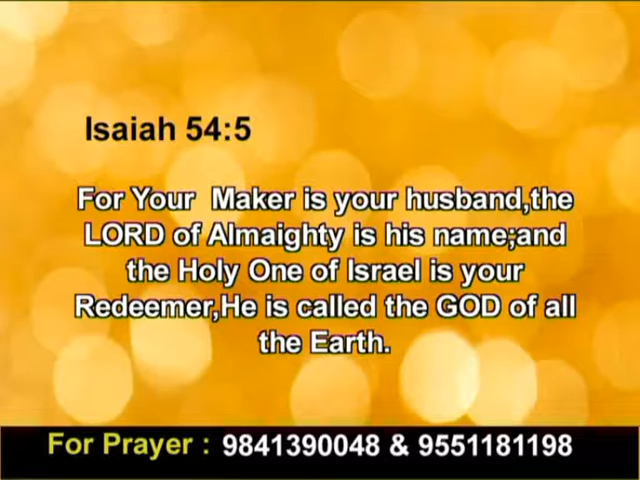 Isaiah 54:5
For Your Maker is your husband,the
LORD of Almaighty is his name;and
the Holy One of Israel is your
Redeemer,He is called the GOD of all
the Earth.
For Prayer : 9841390048 & 9551181198